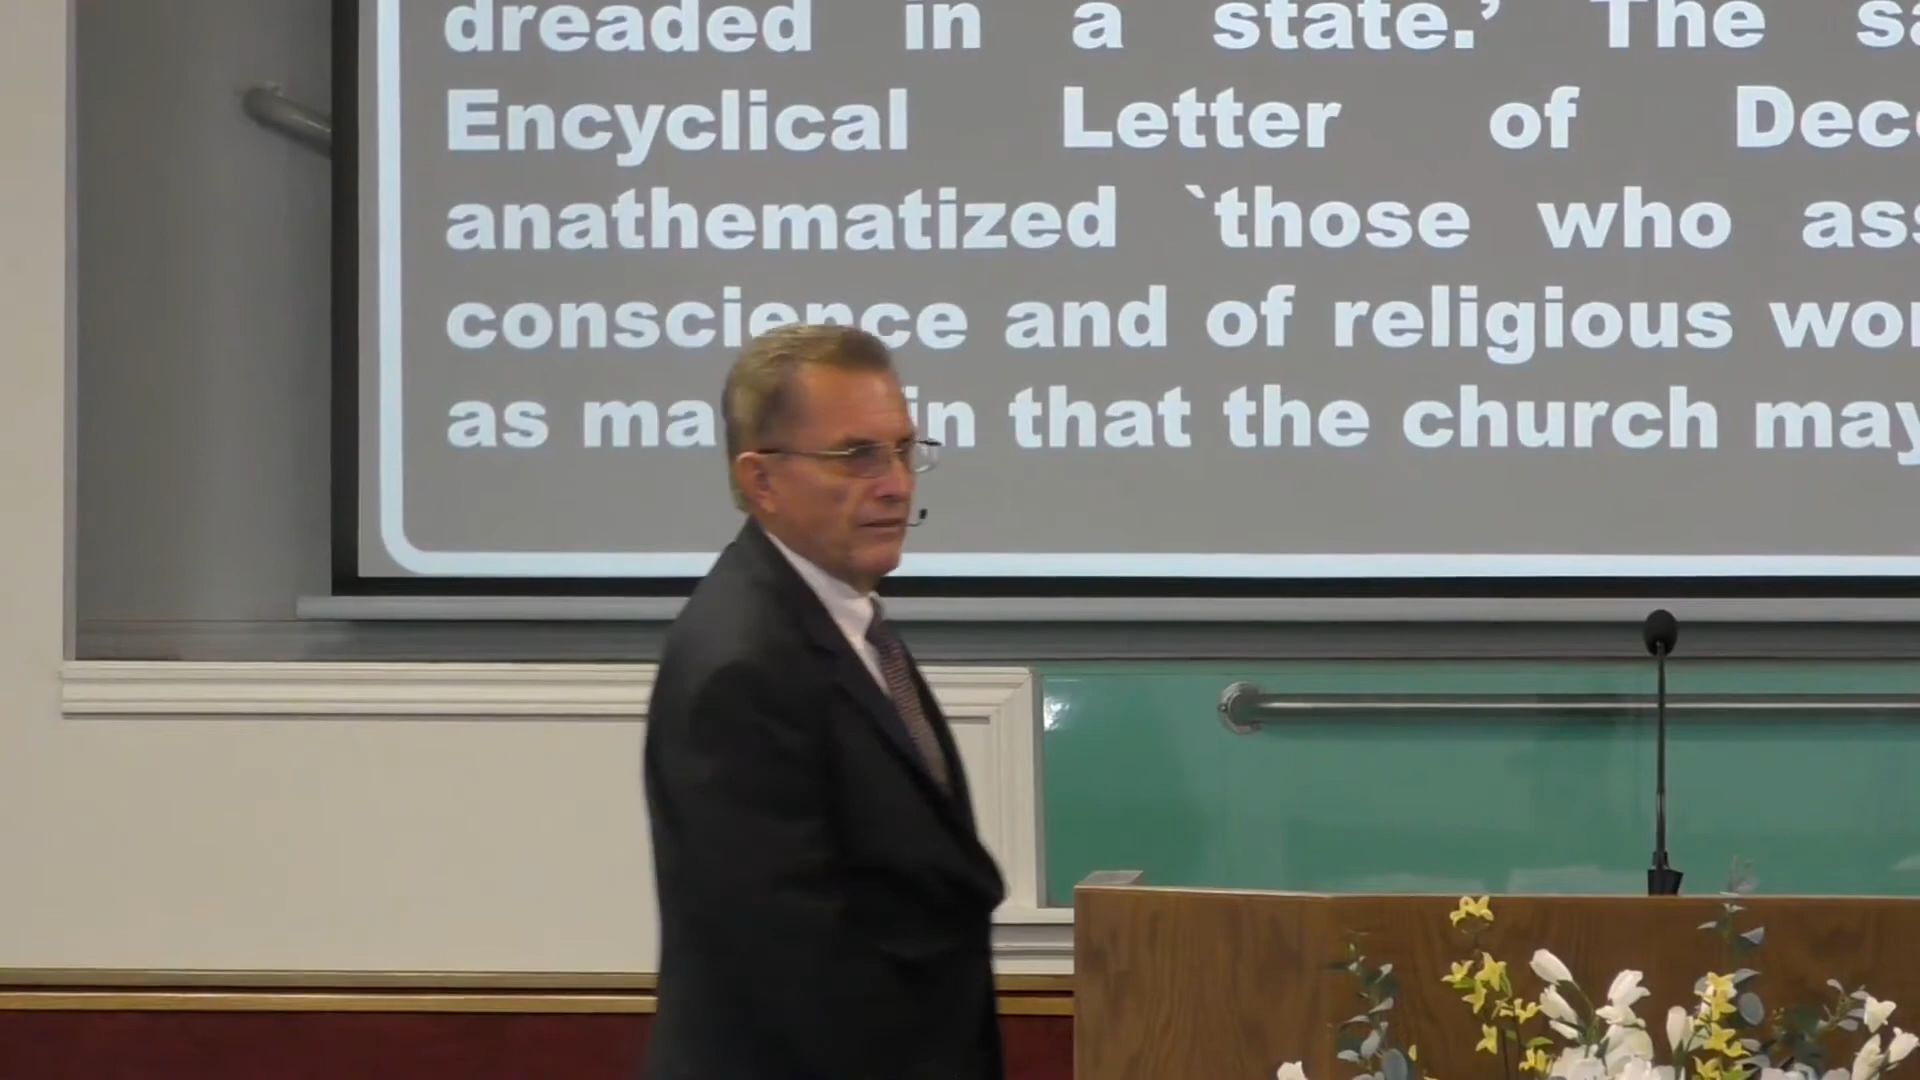 dreaded in a state.’ The
Encyclical Letter of
anathematized `those who
conscience and of religious
as in that the church may